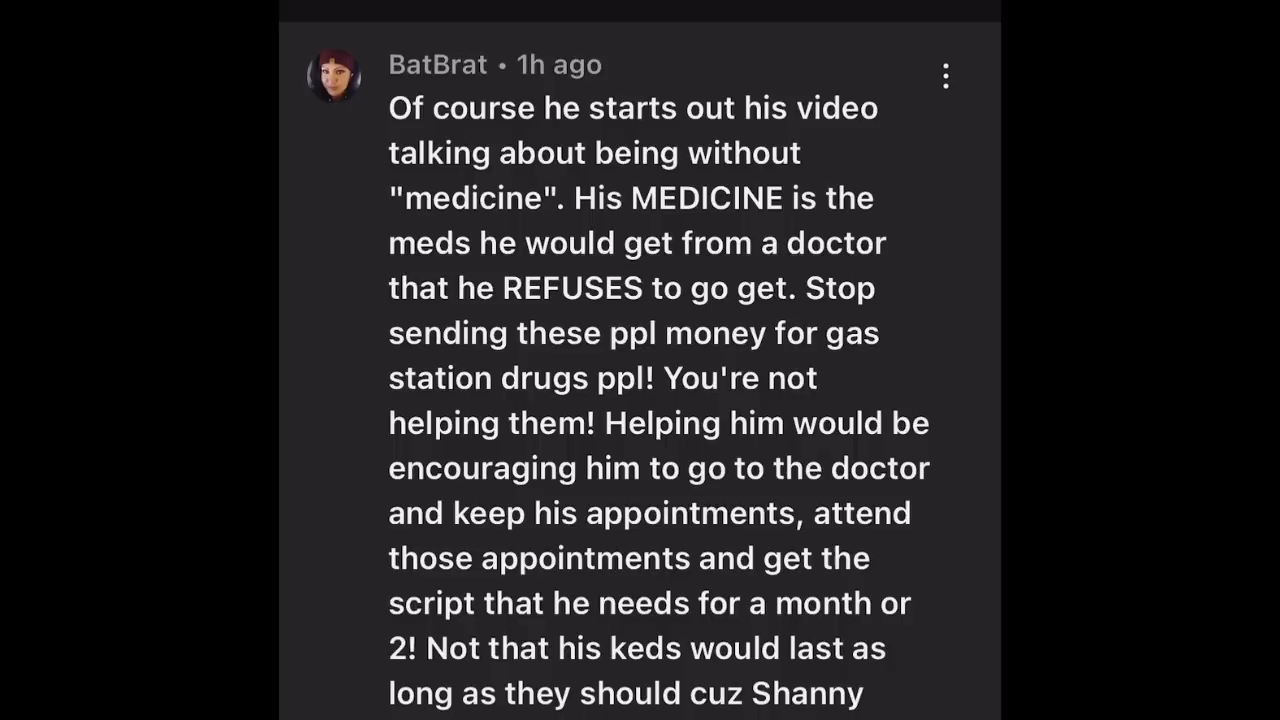 BatBrat • 1h ago
Of course he starts out his video
talking about being without
"medicine". His MEDICINE is the
meds he would get from a doctor
that he REFUSES to go get. Stop
sending these ppl money for gas
station drugs ppl! You're not
helping them! Helping him would be
encouraging him to go to the doctor
and keep his appointments, attend
those appointments and get the
script that he needs for a month or
2! Not that his keds would last as
long as they should cuz Shanny